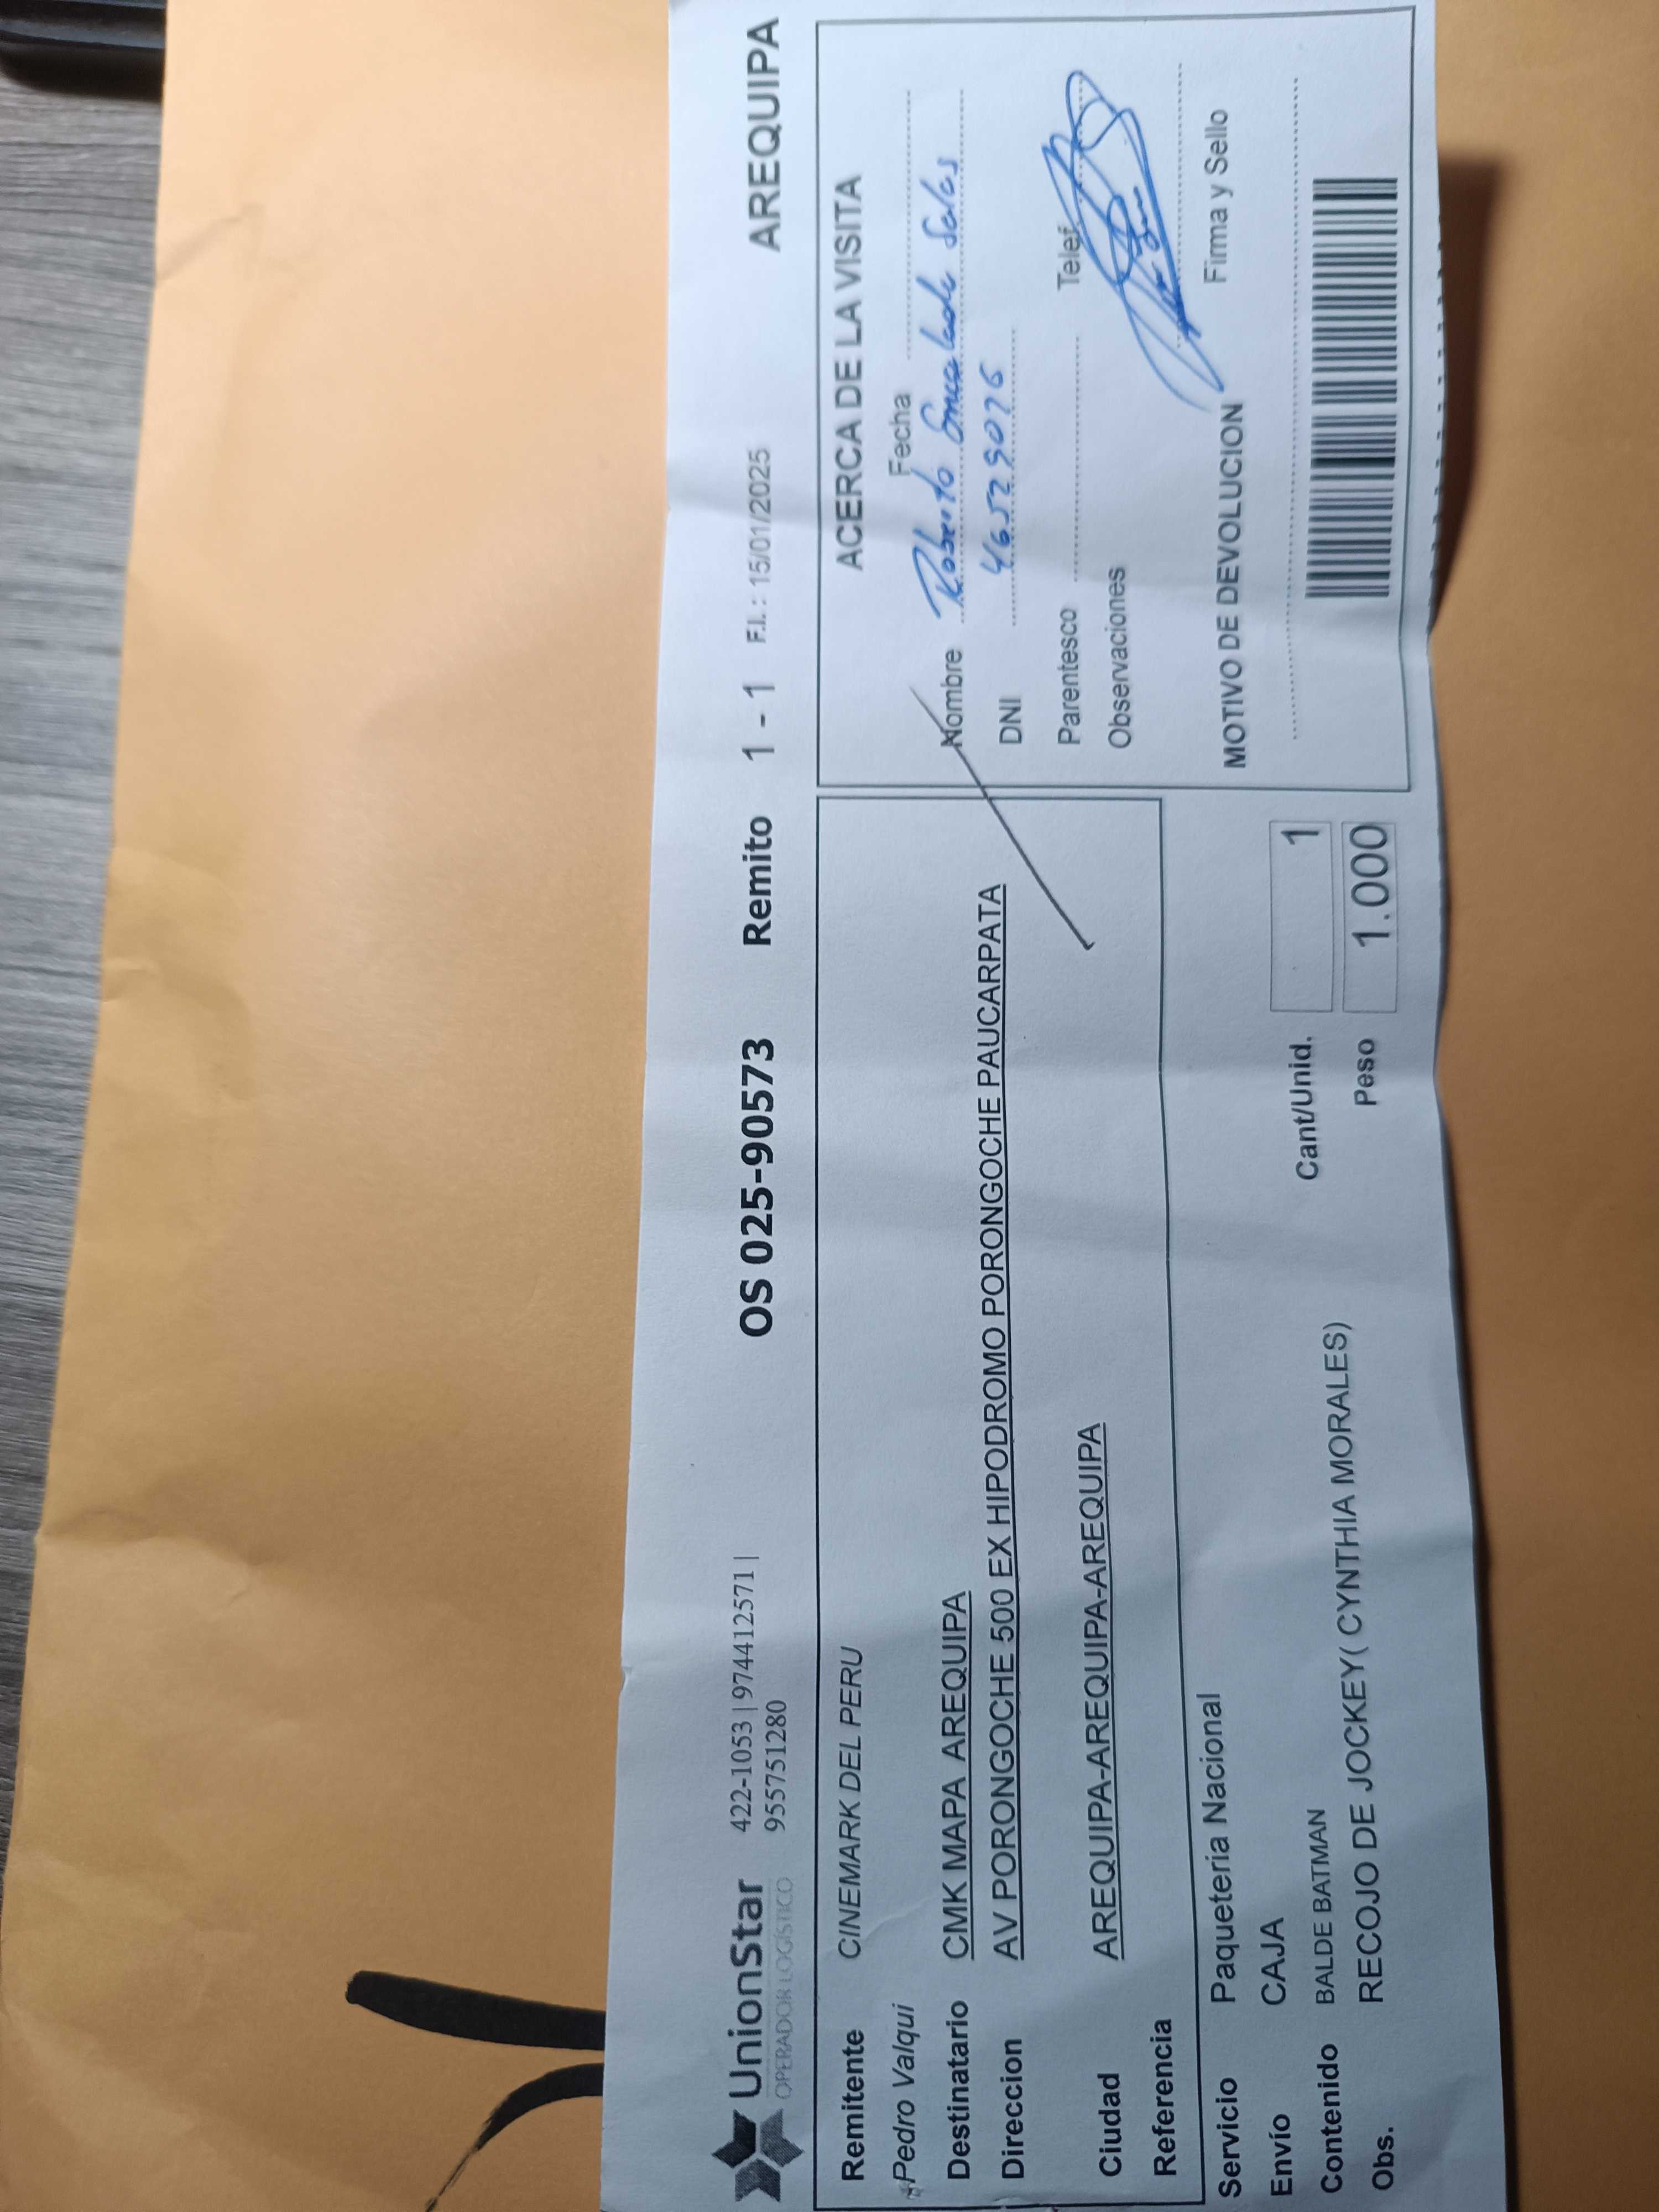 UnionStar
OPERADOR LOGÍSTICO
422-1053 | 974412571 |
955751280
OS 025-90573
Remito 1 - 1
F.I. : 15/01/2025
AREQUIPA
Remitente CINEMARK DEL PERU
Pedro Valqui
Destinatario CMK MAPA AREQUIPA
Direccion AV PORONGOCHE 500 EX HIPODROMO PORONGOCHE PAUCARPATA
Ciudad AREQUIPA-AREQUIPA-AREQUIPA
Referencia
Servicio Paqueteria Nacional
Envío CAJA
Contenido BALDE BATMAN
Obs. RECOJO DE JOCKEY( CYNTHIA MORALES)
Cant/Unid. 1
Peso 1.000
ACERCA DE LA VISITA
Fecha
Nombre Roberto Salas
DNI
Parentesco Telef.
Observaciones
Firma y Sello
MOTIVO DE DEVOLUCION